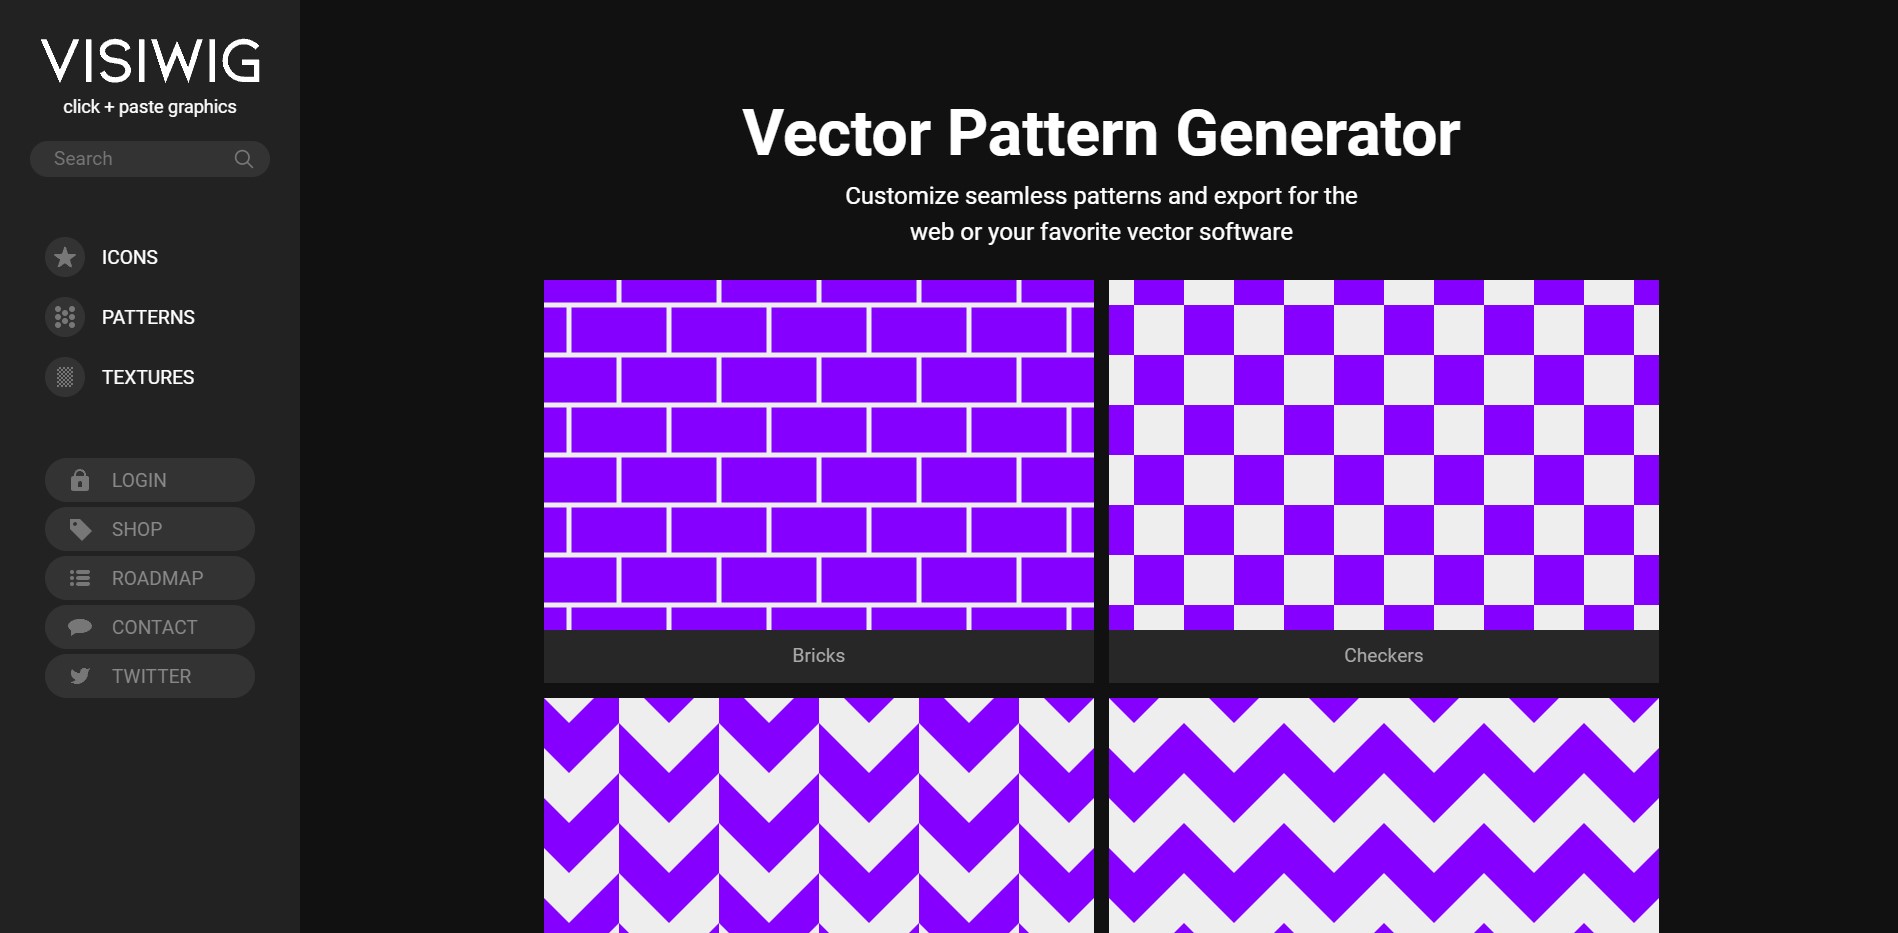 VISIWIG
click + paste graphics
Search
ICONS
PATTERNS
TEXTURES
LOGIN
SHOP
ROADMAP
CONTACT
TWITTER
Vector Pattern Generator
Customize seamless patterns and export for the
web or your favorite vector software
Bricks
Checkers